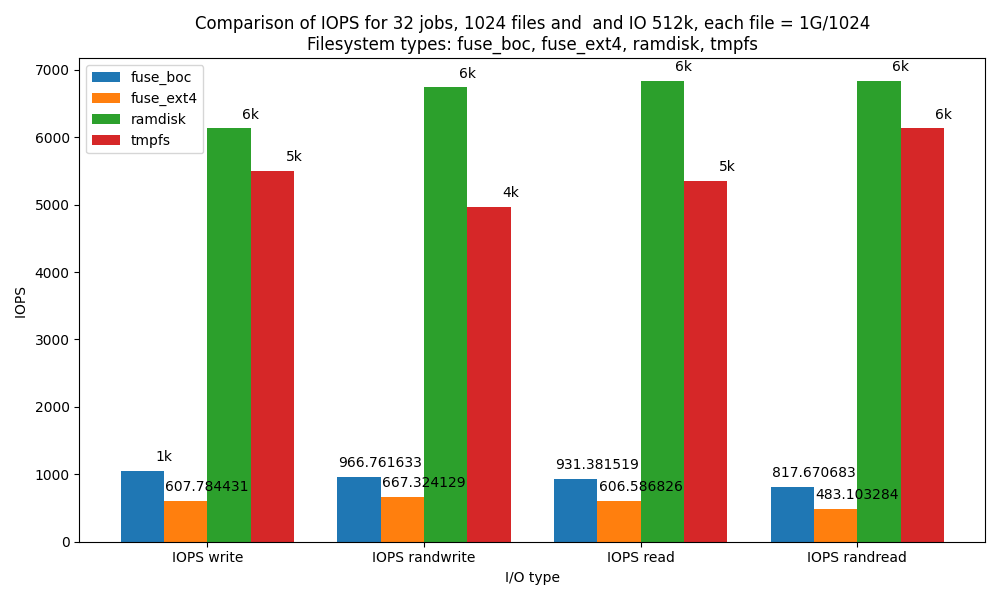 Comparison of IOPS for 32 jobs, 1024 files and  and IO 512k, each file = 1G/1024
Filesystem types: fuse_boc, fuse_ext4, ramdisk, tmpfs
fuse_boc
fuse_ext4
ramdisk
tmpfs
7000
6000
5000
4000
3000
2000
1000
0
IOPS
1k
607.784431
6k
5k
966.761633
667.324129
6k
4k
931.381519
606.586826
6k
5k
817.670683
483.103284
6k
6k
IOPS write
IOPS randwrite
IOPS read
IOPS randread
I/O type